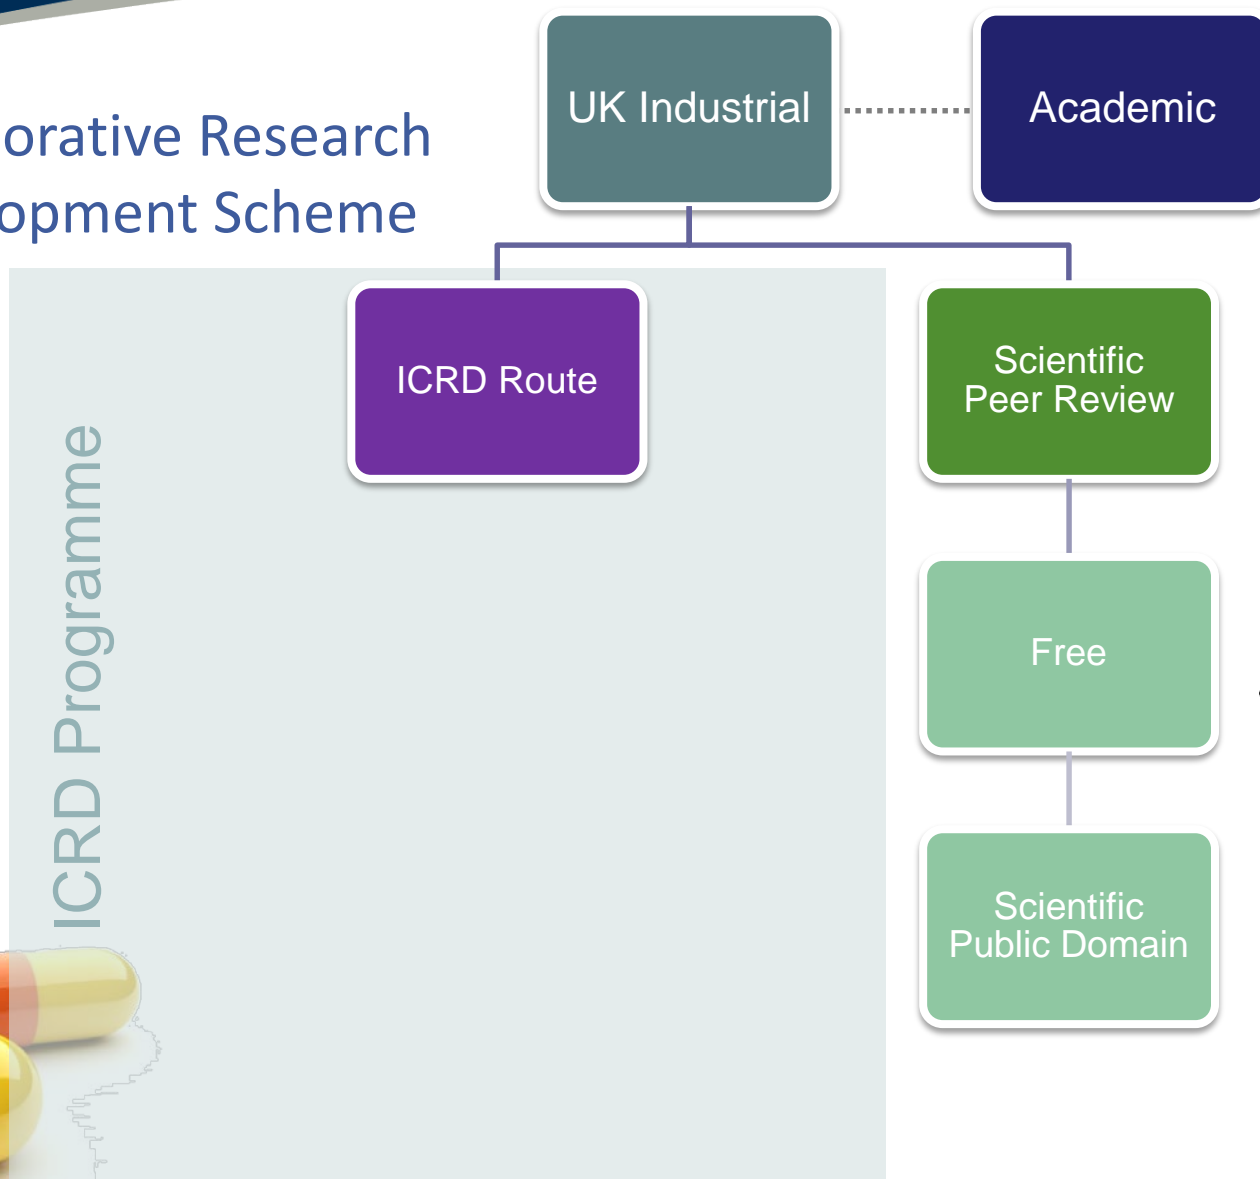 UK Industrial
Academic
orative Research
opment Scheme
ICRD Route
Scientific
Peer Review
ICRD Programme
Free
Scientific
Public Domain